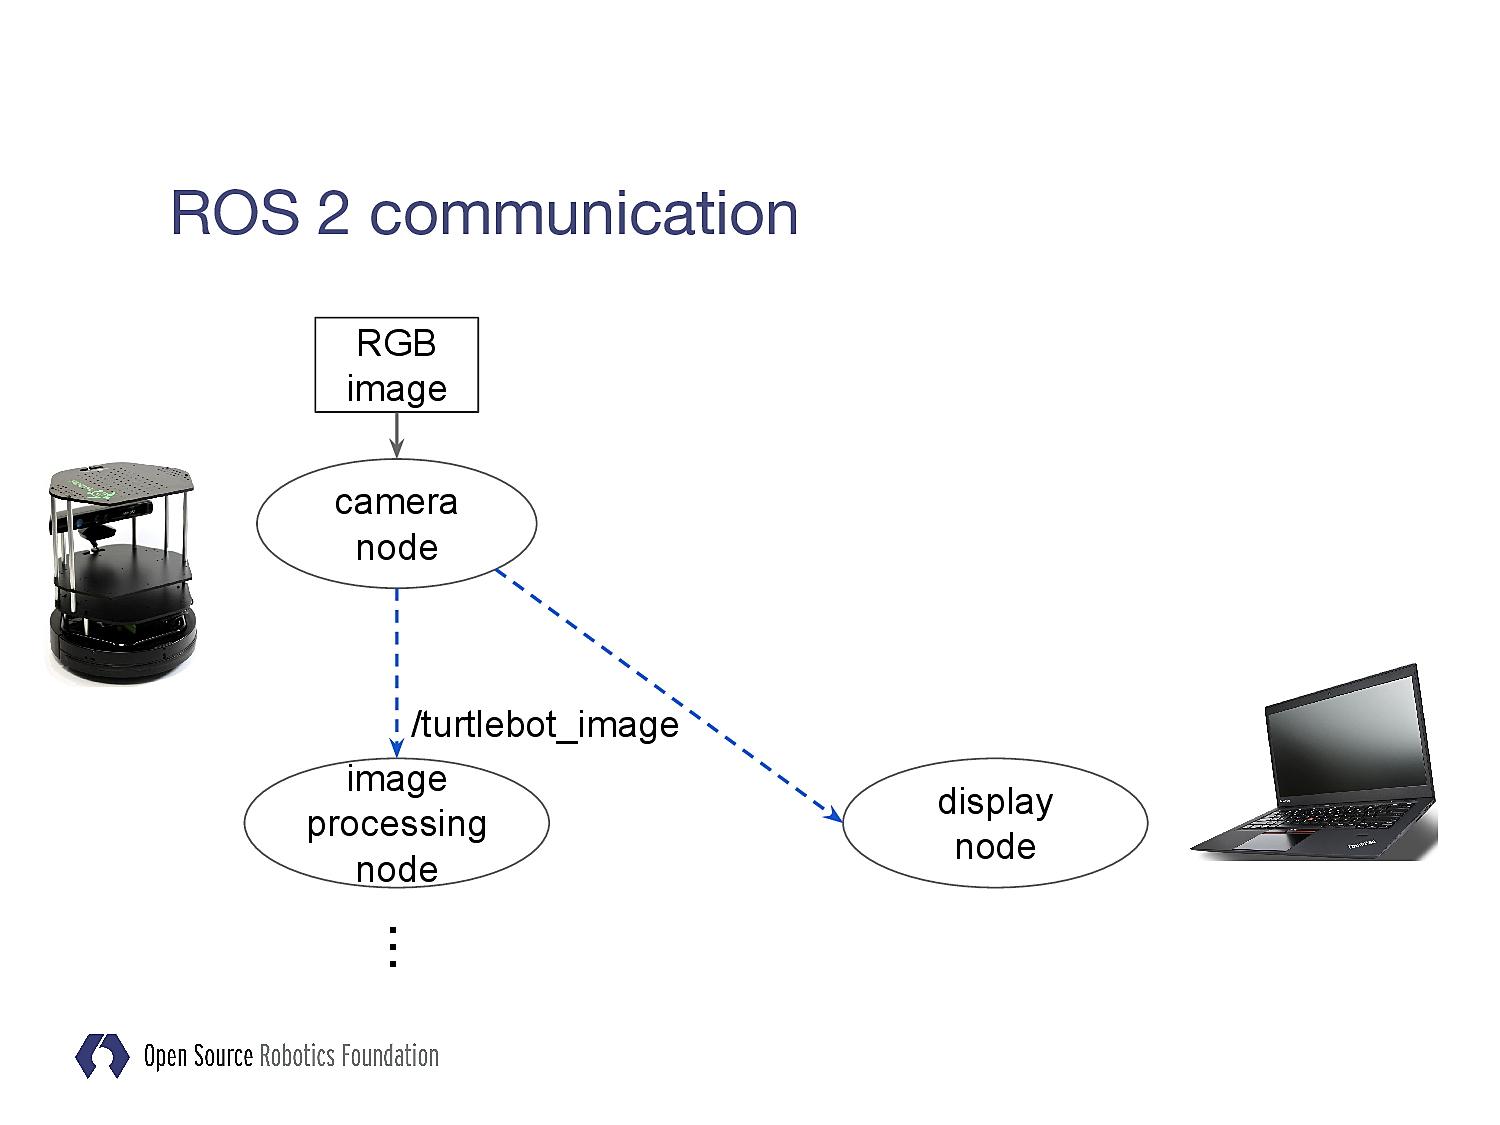 ROS 2 communication
RGB
image
camera
node
/turtlebot_image
image
processing
node
display
node
Open Source Robotics Foundation